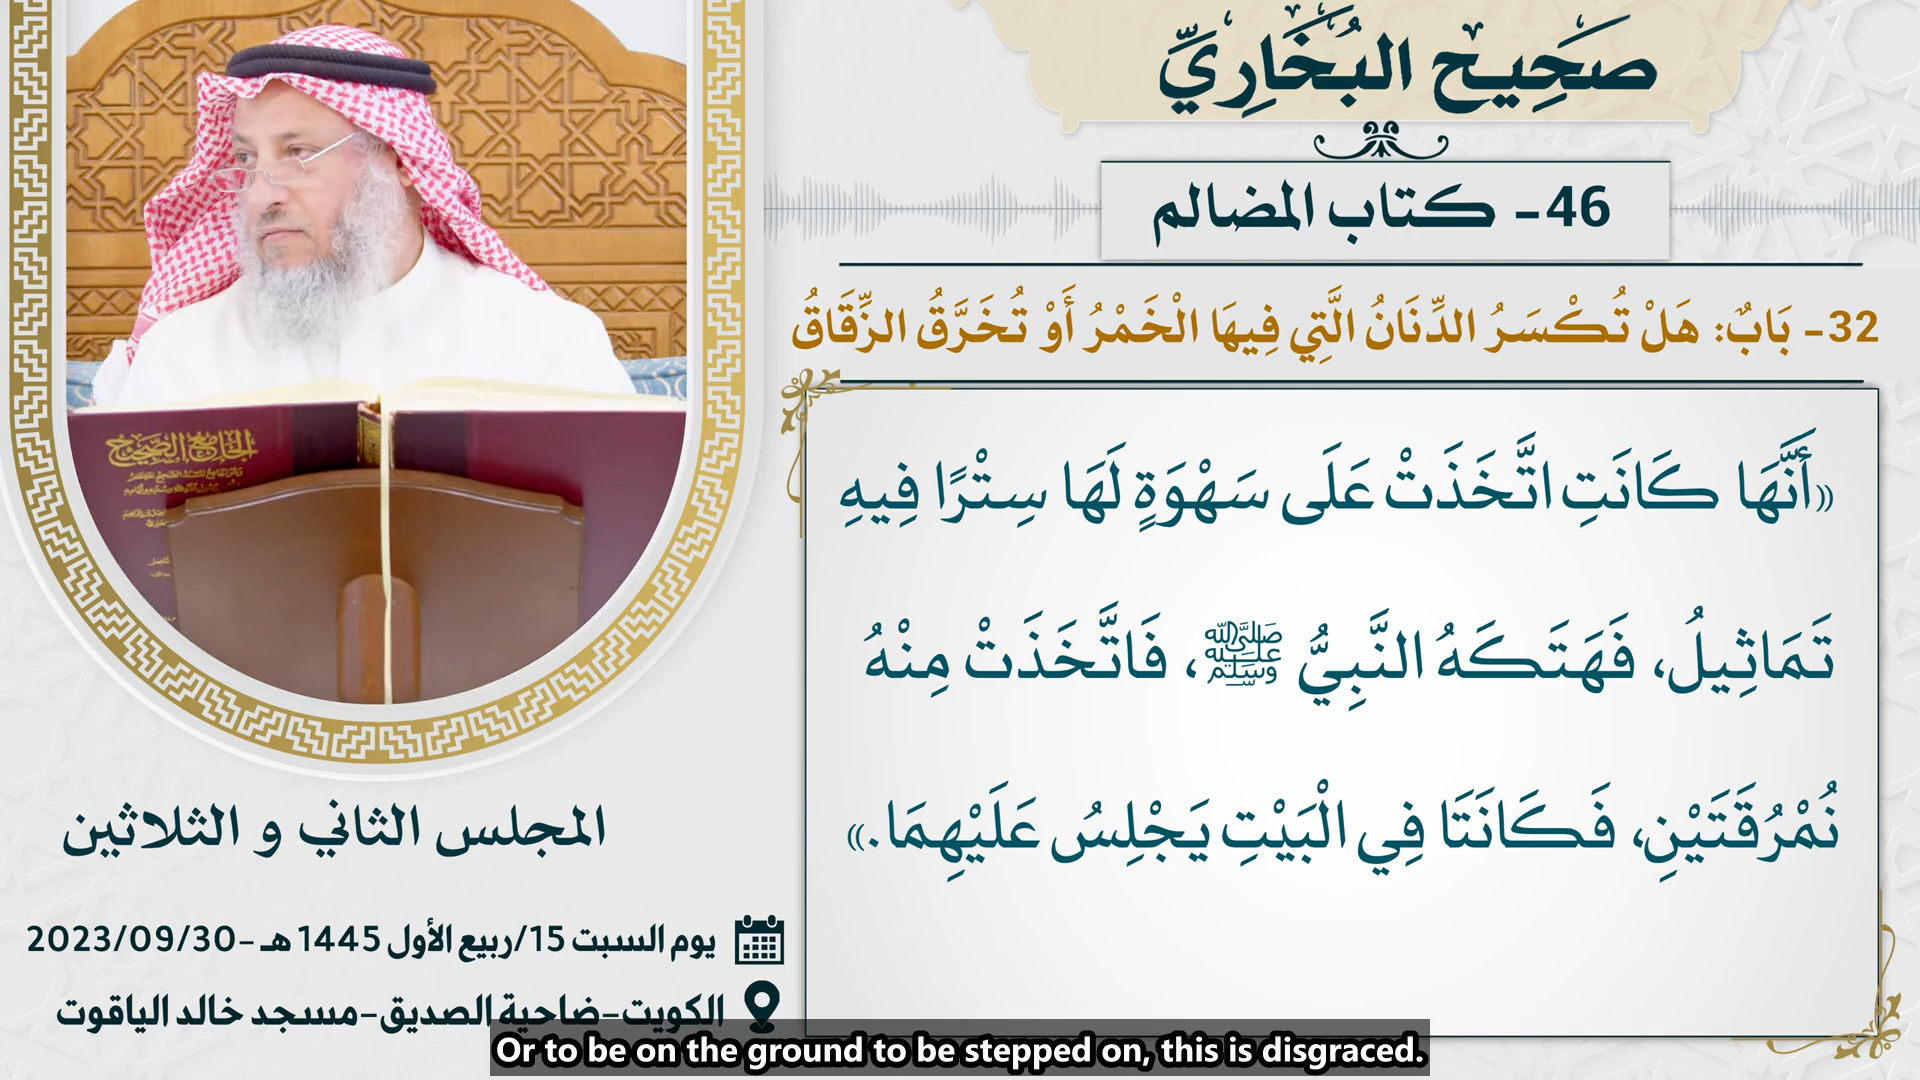 صَحِيح البُخَارِيِّ
46- كتاب المضالم
32- بَابٌ: هَلْ تُكْسَرُ الدِّنَانُ الَّتِي فِيهَا الْخَمْرُ أَوْ تُخَرَّقُ الزِّقَاقُ
«أَنَّهَا كَانَتِ اتَّخَذَتْ عَلَى سَهْوَةٍ لَهَا سِتْرًا فِيهِ
تَمَاثِيلُ، فَهَتَكَهُ النَّبِيُّ ﷺ، فَاتَّخَذَتْ مِنْهُ
نُمْرُقَتَيْنِ، فَكَانَتَا فِي الْبَيْتِ يَجْلِسُ عَلَيْهِمَا.»
الجامع الصحيح
المجلس الثاني و الثلاثين
يوم السبت 15/ربيع الأول 1445 هـ -2023/09/30
الكويت-ضاحية الصديق-مسجد خالد الياقوت
Or to be on the ground to be stepped on, this is disgraced.